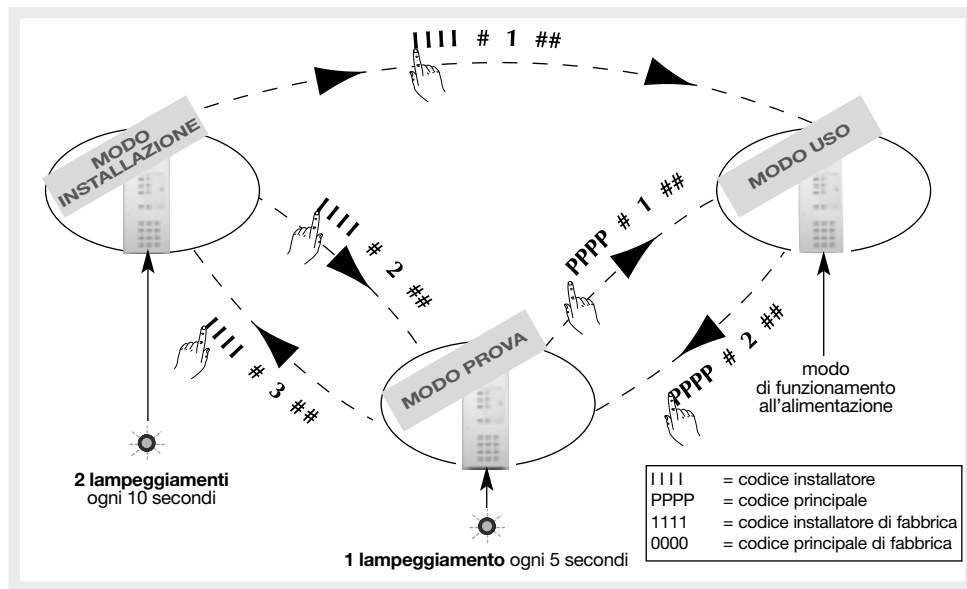 IIII # 1 ##
MODO
INSTALLAZIONE
MODO USO
IIII # 2 ##
PPPP # 1 ##
IIII # 3 ##
MODO PROVA
PPPP # 2 ##
modo
di funzionamento
all'alimentazione
2 lampeggiamenti
ogni 10 secondi
1 lampeggiamento ogni 5 secondi
IIII = codice installatore
PPPP = codice principale
1111 = codice installatore di fabbrica
0000 = codice principale di fabbrica